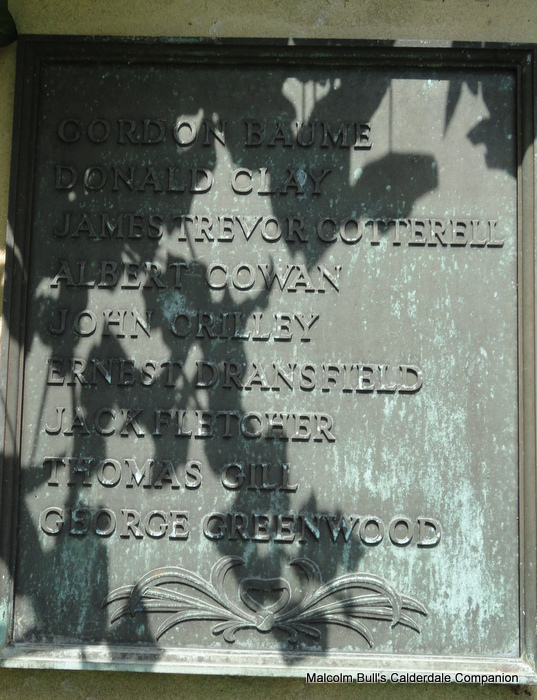 GORDON BAUME
DONALD CLAY
JAMES TREVOR COTTERELL
ALBERT COWAN
JOHN CRILLEY
ERNEST DRANSFIELD
JACK FLETCHER
THOMAS GILL
GEORGE GREENWOOD
Malcolm Bull's Calderdale Companion